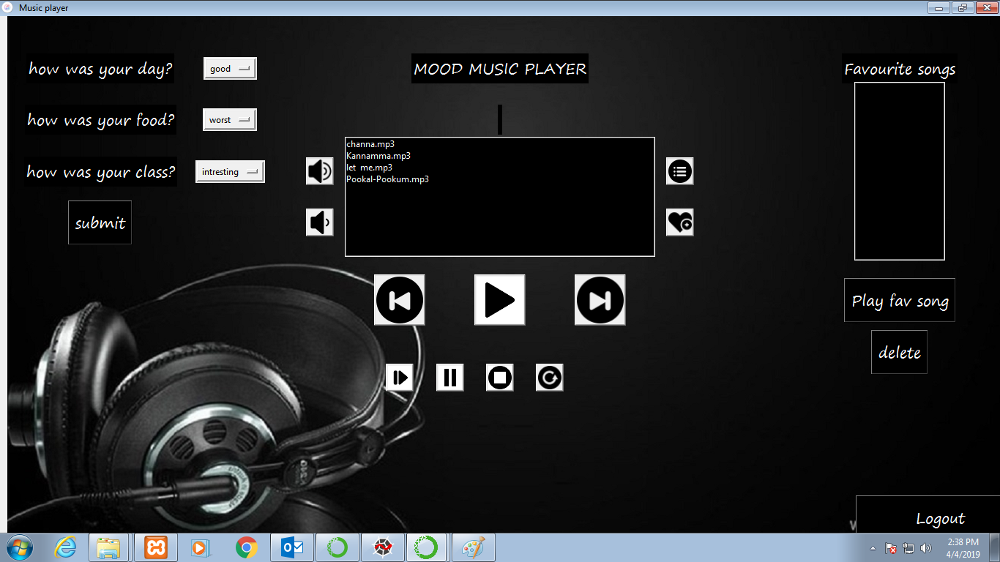 Music player
how was your day?
good
MOOD MUSIC PLAYER
Favourite songs
how was your food?
worst
how was your class?
intresting
submit
channa.mp3
Kannamma.mp3
let me.mp3
Pookal-Pookum.mp3
Play fav song
delete
Logout
2:38 PM
4/4/2019